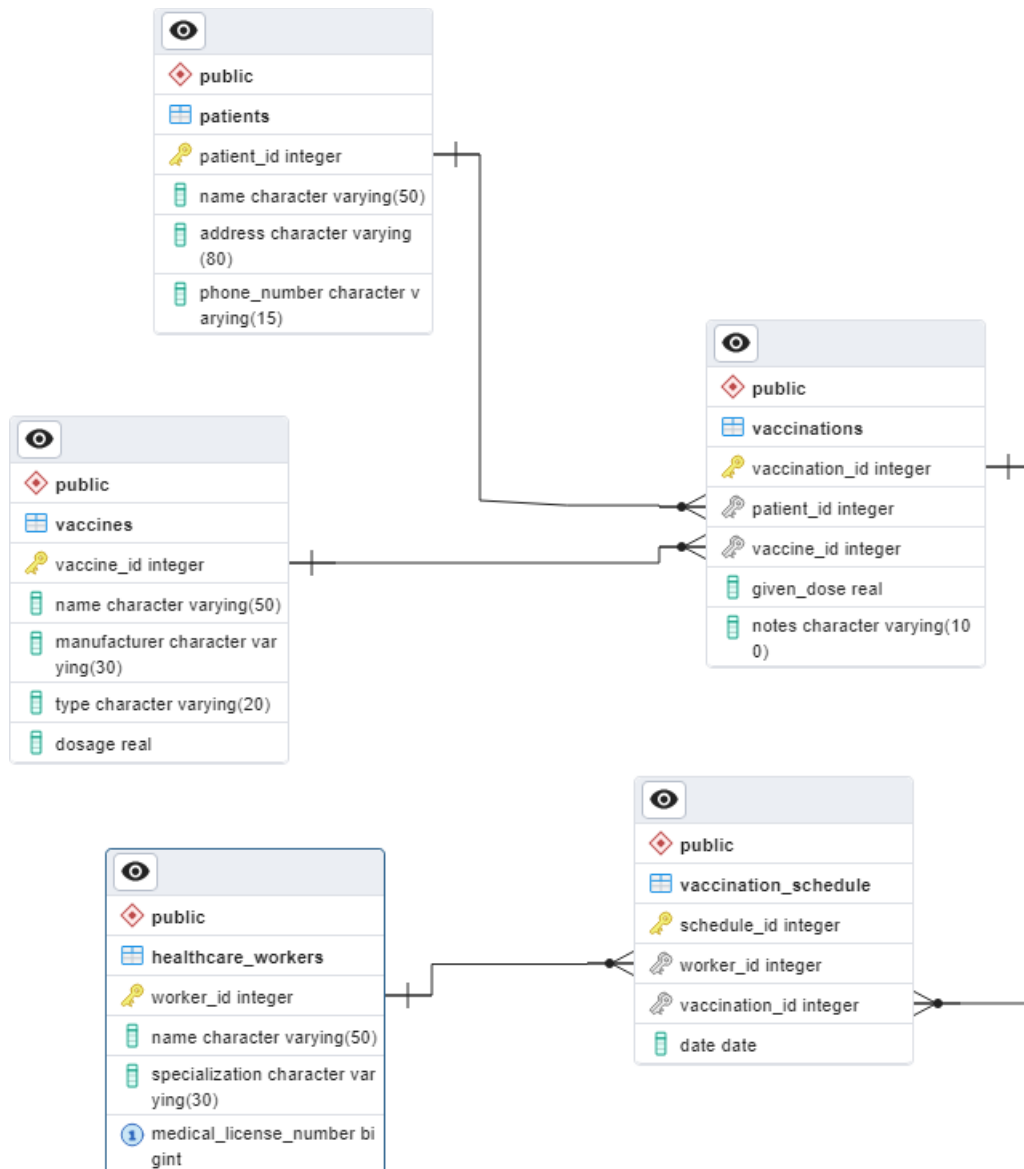 public
patients
patient_id integer
name character varying(50)
address character varying
(80)
phone_number character v
arying(15)
public
vaccines
vaccine_id integer
name character varying(50)
manufacturer character var
ying(30)
type character varying(20)
dosage real
public
vaccinations
vaccination_id integer
patient_id integer
vaccine_id integer
given_dose real
notes character varying(10
0)
public
healthcare_workers
worker_id integer
name character varying(50)
specialization character var
ying(30)
1
medical_license_number bi
gint
public
vaccination_schedule
schedule_id integer
worker_id integer
vaccination_id integer
date date